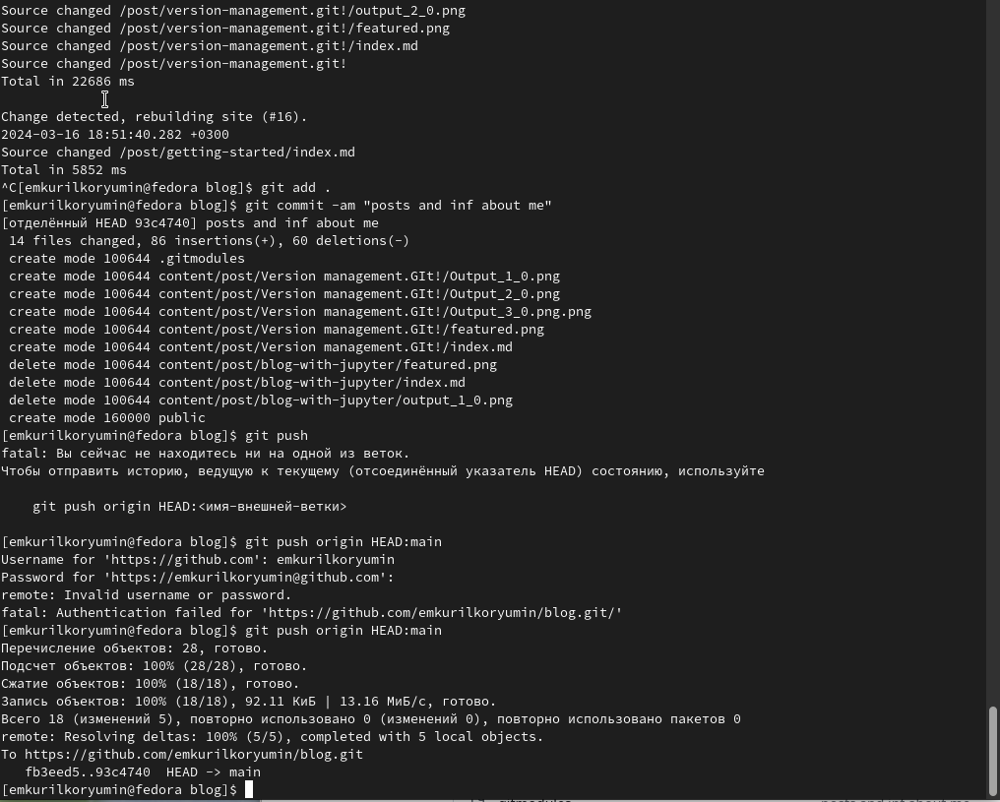 Source changed /post/version-management.git!/output_2_0.png
Source changed /post/version-management.git!/featured.png
Source changed /post/version-management.git!/index.md
Source changed /post/version-management.git!
Total in 22686 ms
Change detected, rebuilding site (#16).
2024-03-16 18:51:40.282 +0300
Source changed /post/getting-started/index.md
Total in 5852 ms
^C[emkurilkoryumin@fedora blog]$ git add .
[emkurilkoryumin@fedora blog]$ git commit -am "posts and inf about me"
[отделённый HEAD 93c4740] posts and inf about me
 14 files changed, 86 insertions(+), 60 deletions(-)
 create mode 100644 .gitmodules
 create mode 100644 content/post/Version management.GIt!/Output_1_0.png
 create mode 100644 content/post/Version management.GIt!/Output_2_0.png
 create mode 100644 content/post/Version management.GIt!/Output_3_0.png.png
 create mode 100644 content/post/Version management.GIt!/featured.png
 create mode 100644 content/post/Version management.GIt!/index.md
 delete mode 100644 content/post/blog-with-jupyter/featured.png
 delete mode 100644 content/post/blog-with-jupyter/index.md
 delete mode 100644 content/post/blog-with-jupyter/output_1_0.png
 create mode 160000 public
[emkurilkoryumin@fedora blog]$ git push
fatal: Вы сейчас не находитесь ни на одной из веток.
Чтобы отправить историю, ведущую к текущему (отсоединённый указатель HEAD) состоянию, используйте
    git push origin HEAD:<имя-внешней-ветки>
[emkurilkoryumin@fedora blog]$ git push origin HEAD:main
Username for 'https://github.com': emkurilkoryumin
Password for 'https://emkurilkoryumin@github.com':
remote: Invalid username or password.
fatal: Authentication failed for 'https://github.com/emkurilkoryumin/blog.git/'
[emkurilkoryumin@fedora blog]$ git push origin HEAD:main
Перечисление объектов: 28, готово.
Подсчет объектов: 100% (28/28), готово.
Сжатие объектов: 100% (18/18), готово.
Запись объектов: 100% (18/18), 92.11 КиБ | 13.16 МиБ/с, готово.
Всего 18 (изменений 5), повторно использовано 0 (изменений 0), повторно использовано пакетов 0
remote: Resolving deltas: 100% (5/5), completed with 5 local objects.
To https://github.com/emkurilkoryumin/blog.git
   fb3eed5..93c4740  HEAD -> main
[emkurilkoryumin@fedora blog]$